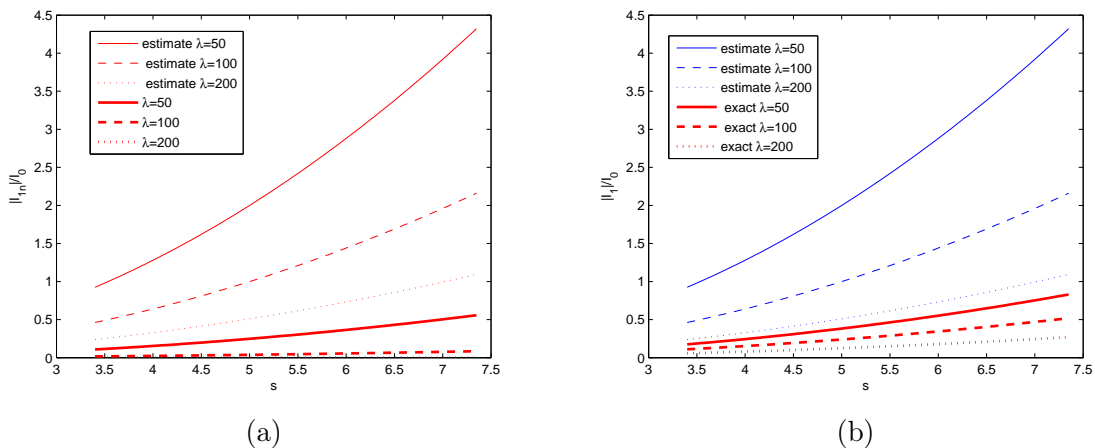 4.5
4
3.5
3
2.5
2
1.5
1
0.5
0
|I1n|/I0
estimate λ=50
estimate λ=100
estimate λ=200
λ=50
λ=100
λ=200
3 3.5 4 4.5 5 5.5 6 6.5 7 7.5
s
(a)
4.5
4
3.5
3
2.5
2
1.5
1
0.5
0
|I1|/I0
estimate λ=50
estimate λ=100
estimate λ=200
exact λ=50
exact λ=100
exact λ=200
3 3.5 4 4.5 5 5.5 6 6.5 7 7.5
s
(b)